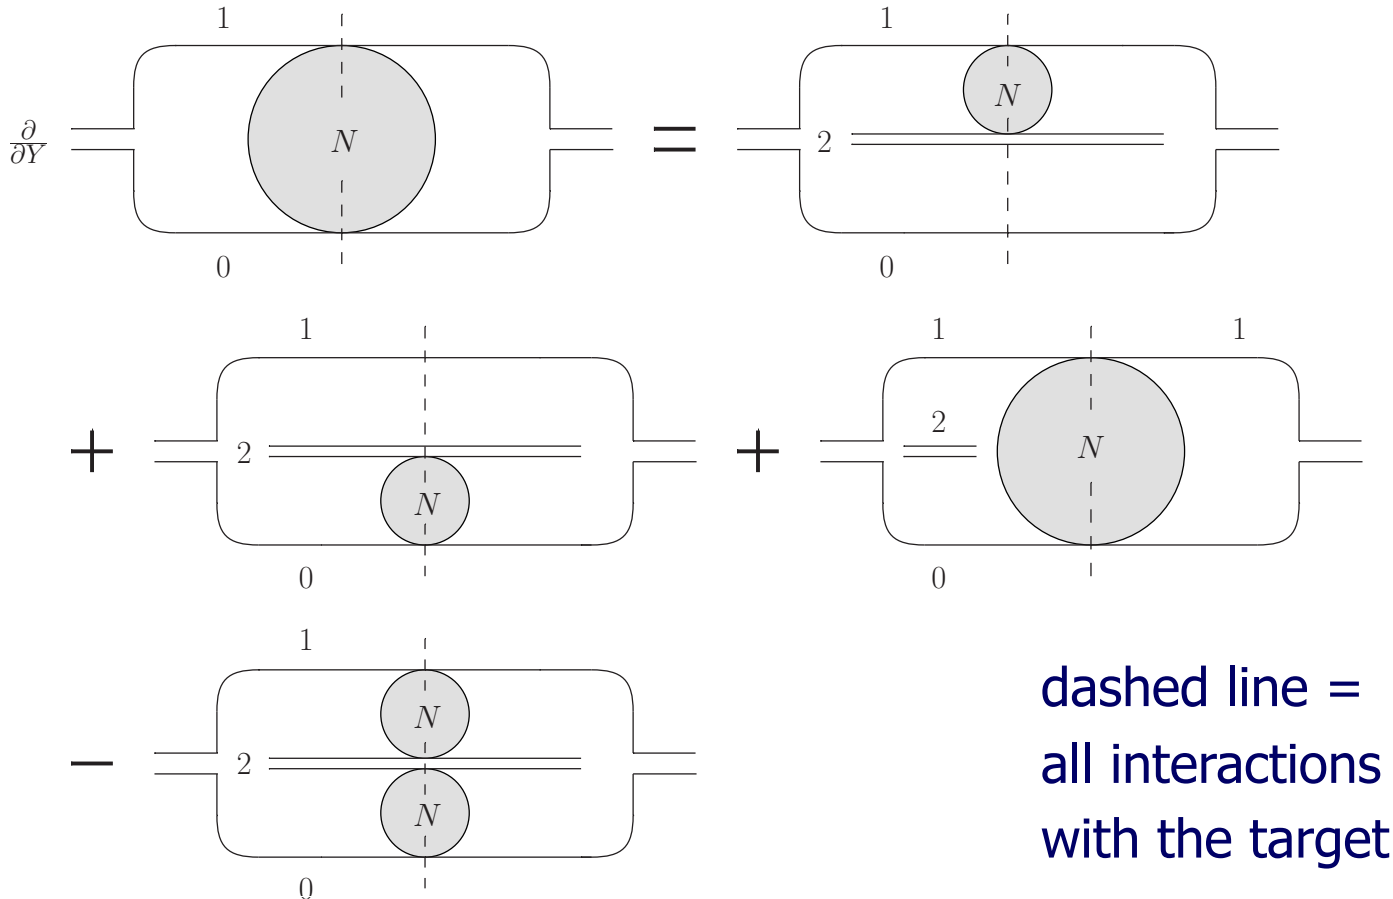 1 1
∂/∂Y N = 2 N
0 0
1 1 1
+ 2 N + 2 N
0 0
1
− 2 N
N
0
dashed line =
all interactions
with the target